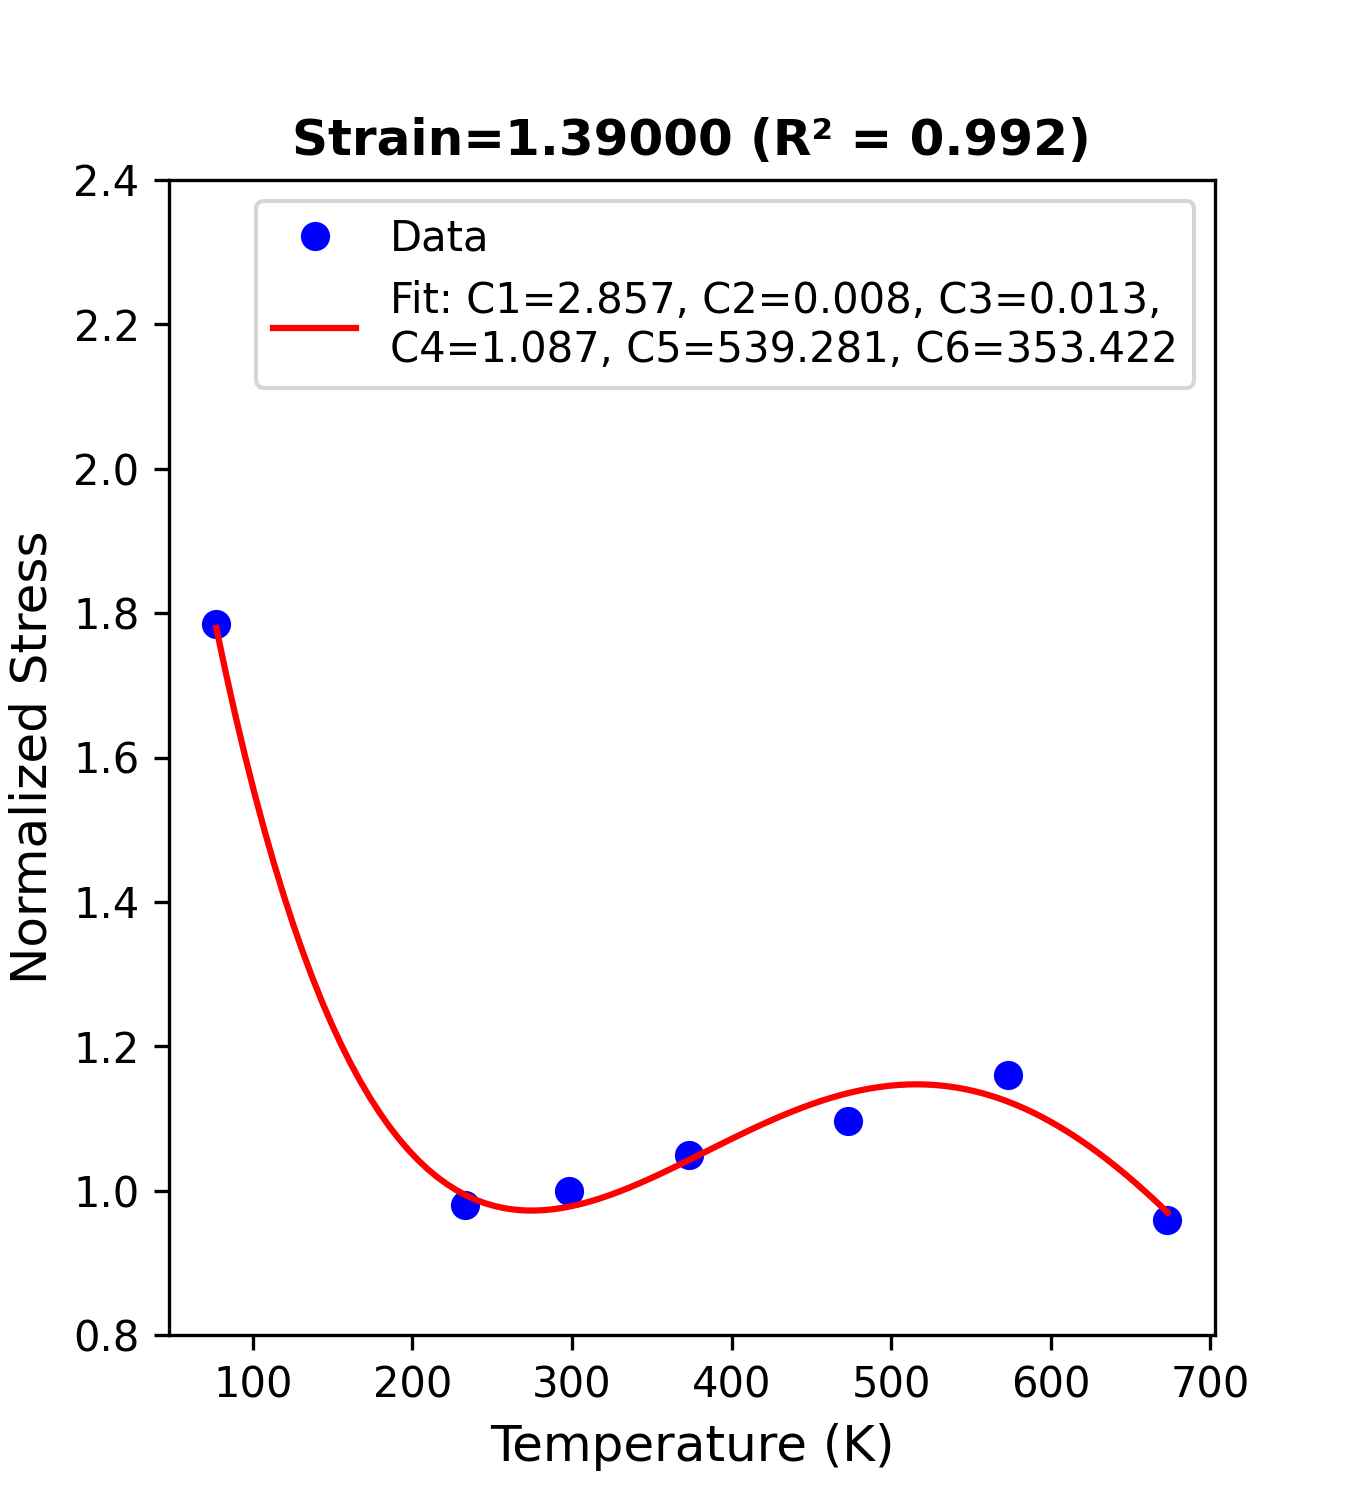 Strain=1.39000 (R² = 0.992)
Data
Fit: C1=2.857, C2=0.008, C3=0.013,
C4=1.087, C5=539.281, C6=353.422
Normalized Stress
2.4
2.2
2.0
1.8
1.6
1.4
1.2
1.0
0.8
100 200 300 400 500 600 700
Temperature (K)